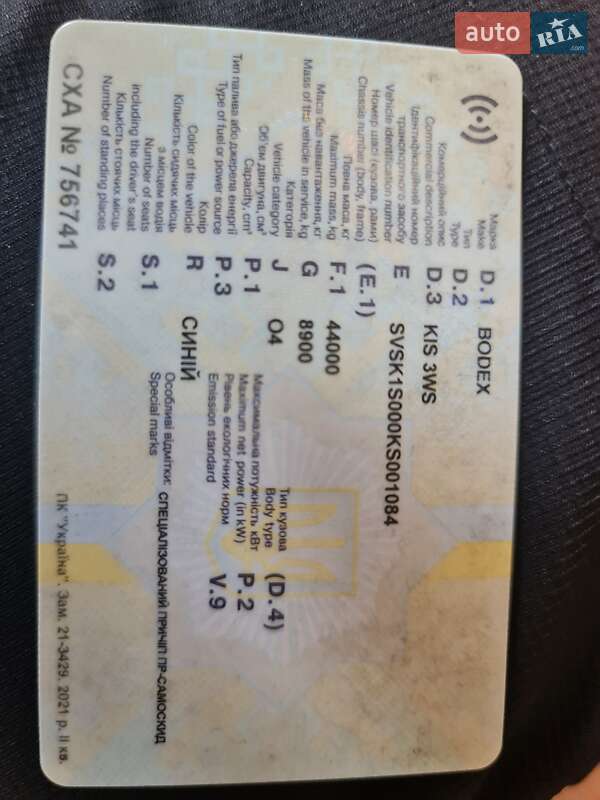 auto RIA.com
Марка
Make D.1 BODEX
Тип
Type D.2
Комерційний опис
Commercial description D.3 KIS 3WS
Ідентифікаційний номер
транспортного засобу
Vehicle identification number E SVSK1S000KS001084
Номер шасі (кузова, рами)
Chassis number (body, frame) (E.1)
Повна маса, кг
Maximum mass, kg F.1 44000
Маса без навантаження, кг
Mass of the vehicle in service, kg G 8900
Категорія
Vehicle category J O4
Тип кузова
Body type (D.4)
Об'єм двигуна, см³
Capacity, cm³ P.1
Максимальна потужність кВт
Maximum net power (in kW) P.2
Тип палива або джерела енергії
Type of fuel or power source P.3
Рівень екологічних норм
Emission standard V.9
Колір
Color of the vehicle R СИНІЙ
Кількість сидячих місць
з місцем водія
Number of seats
including the driver's seat S.1
Особливі відмітки: СПЕЦІАЛІЗОВАНИЙ ПРИЧІП ПР-САМОСКИД
Special marks
Кількість стоячих місць
Number of standing places S.2
СХА № 756741
ПК "Україна". Зам. 21-3429. 2021 р. II кв.